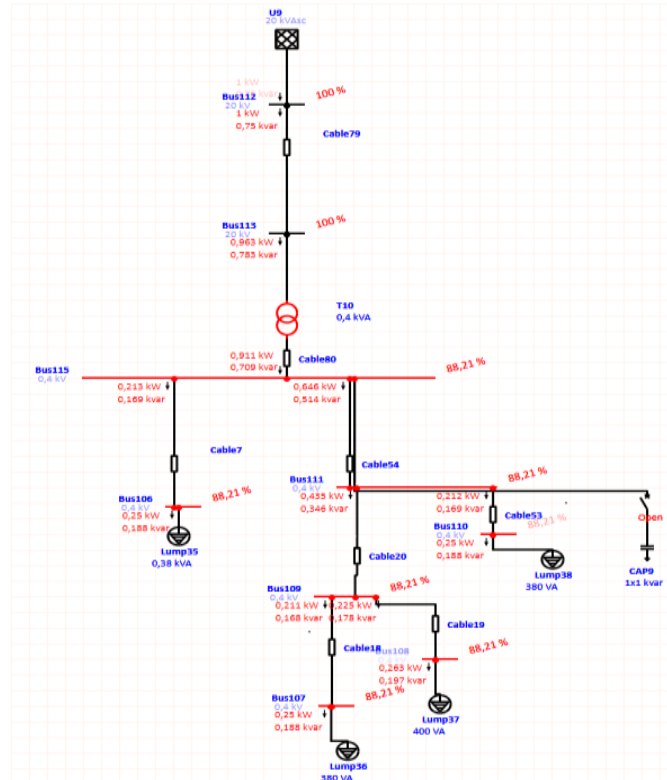 U9
20 kVAsc
1 kW
Bus112
20 kV
100 %
1 kW
0,75 kvar
Cable79
Bus113
20 kV
100 %
0,963 kW
0,783 kvar
T10
0,4 kVA
0,911 kW
0,709 kvar
Cable80
Bus115
0,4 kV
88,21 %
0,213 kW
0,169 kvar
0,646 kW
0,514 kvar
Cable7
Cable54
Bus111
0,4 kV
88,21 %
0,435 kW
0,346 kvar
0,212 kW
0,169 kvar
Bus106
0,4 kV
88,21 %
0,25 kW
0,188 kvar
Lump35
0,38 kVA
Cable53
Bus110
0,4 kV
88,21 %
0,25 kW
0,188 kvar
Lump38
380 VA
Open
CAP9
1x1 kvar
Cable20
Bus109
0,4 kV
88,21 %
0,211 kW
0,168 kvar
0,225 kW
0,178 kvar
Cable18
Cable19
Bus108
88,21 %
0,263 kW
0,197 kvar
Lump37
400 VA
Bus107
0,4 kV
88,21 %
0,25 kW
0,188 kvar
Lump36
380 VA